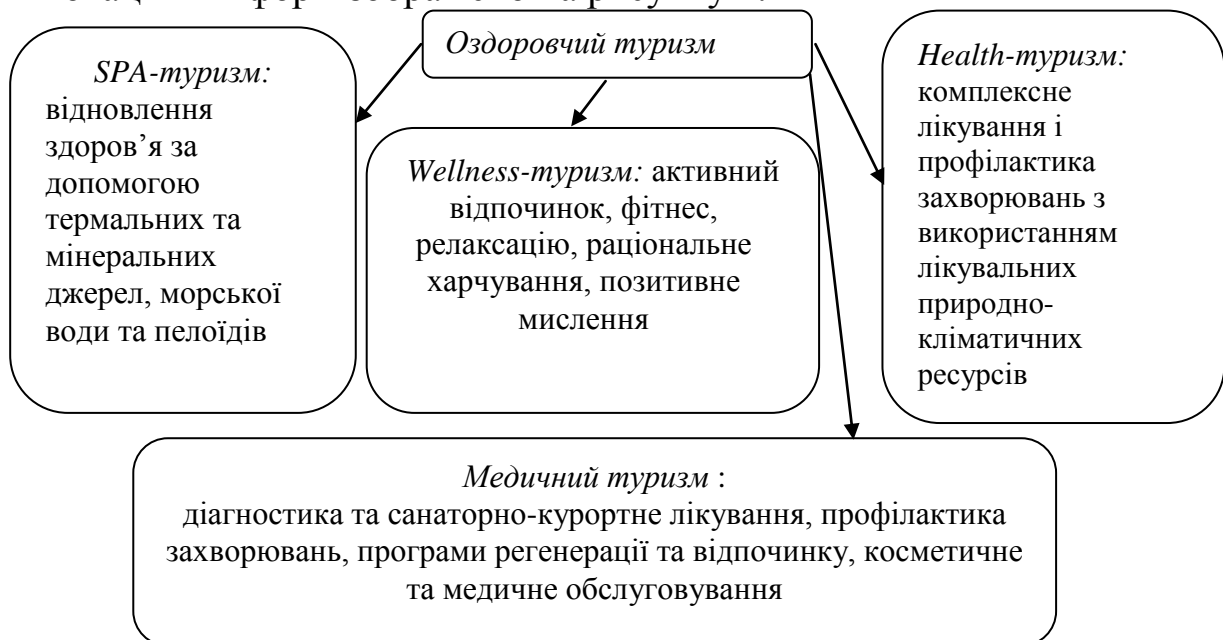 Оздоровчий туризм
SPA-туризм:
відновлення
здоров’я за
допомогою
термальних та
мінеральних
джерел, морської
води та пелоїдів
Wellness-туризм: активний
відпочинок, фітнес,
релаксацію, раціональне
харчування, позитивне
мислення
Health-туризм:
комплексне
лікування і
профілактика
захворювань з
використанням
лікувальних
природно-
кліматичних
ресурсів
Медичний туризм :
діагностика та санаторно-курортне лікування, профілактика
захворювань, програми регенерації та відпочинку, косметичне
та медичне обслуговування